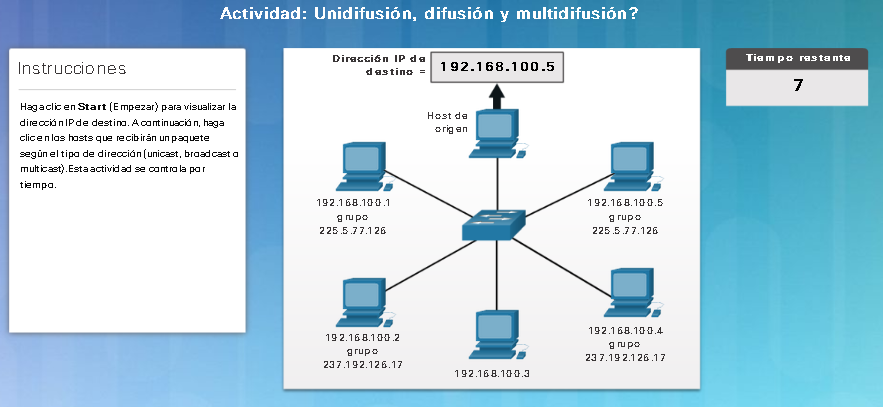 Actividad: Unidifusión, difusión y multidifusión?
Instrucciones
Haga clic en Start (Empezar) para visualizar la
dirección IP de destino. A continuación, haga
clic en los hosts que recibirán un paquete
según el tipo de dirección (unicast, broadcast o
multicast). Esta actividad se controla por
tiempo.
Dirección IP de
destino =
192.168.100.5
Host de
origen
192.168.100.1
grupo
225.5.77.126
192.168.100.5
grupo
225.5.77.126
192.168.100.2
grupo
237.192.126.17
192.168.100.3
192.168.100.4
grupo
237.192.126.17
Tiempo restante
7